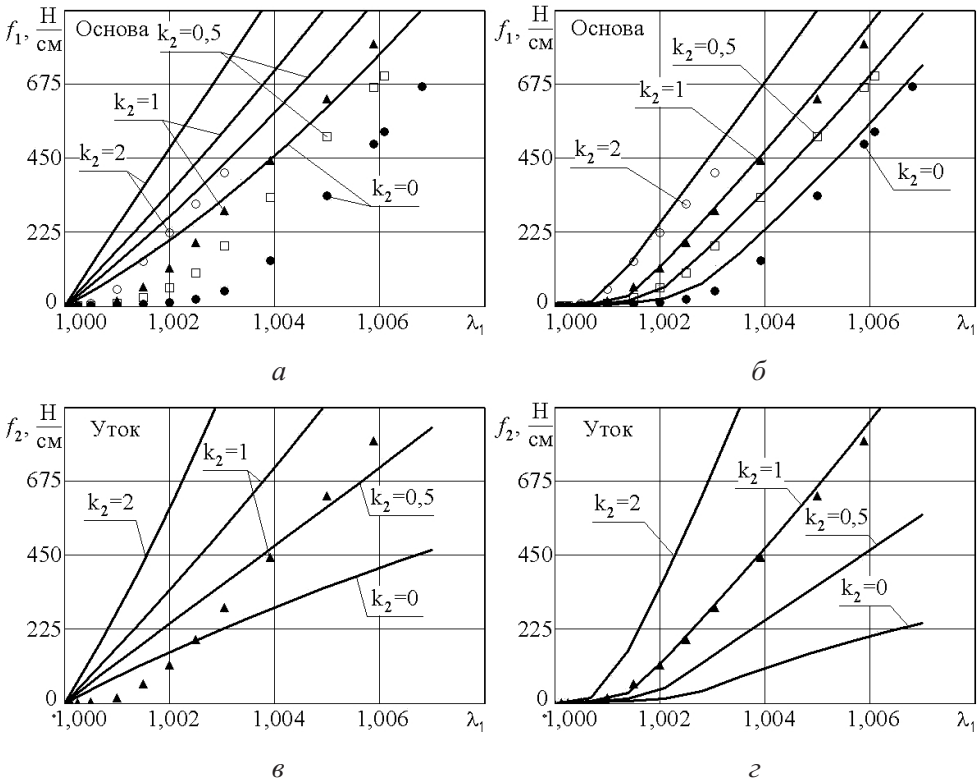 f₁, Н/см
Основа
k₂=0,5
675
k₂=1
450
k₂=2
k₂=0
225
0
1,000
1,002
1,004
1,006
λ₁
а
f₁, Н/см
Основа
k₂=0,5
675
k₂=1
450
k₂=2
k₂=0
225
0
1,000
1,002
1,004
1,006
λ₁
б
f₂, Н/см
Уток
675
k₂=1
k₂=2
k₂=0,5
450
k₂=0
225
0
1,000
1,002
1,004
1,006
λ₁
в
f₂, Н/см
Уток
675
k₂=1
k₂=2
k₂=0,5
450
k₂=0
225
0
1,000
1,002
1,004
1,006
λ₁
г